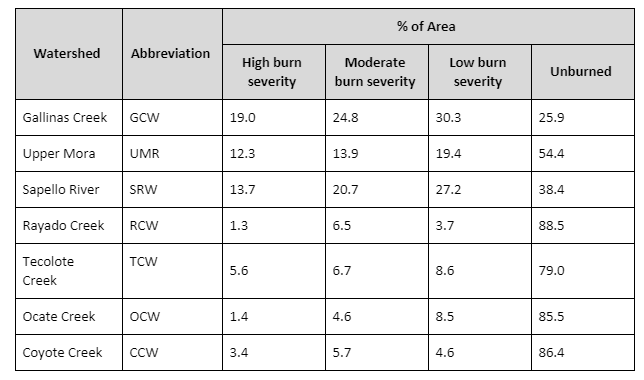 Watershed Abbreviation % of Area
High burn severity Moderate burn severity Low burn severity Unburned
Gallinas Creek GCW 19.0 24.8 30.3 25.9
Upper Mora UMR 12.3 13.9 19.4 54.4
Sapello River SRW 13.7 20.7 27.2 38.4
Rayado Creek RCW 1.3 6.5 3.7 88.5
Tecolote Creek TCW 5.6 6.7 8.6 79.0
Ocate Creek OCW 1.4 4.6 8.5 85.5
Coyote Creek CCW 3.4 5.7 4.6 86.4